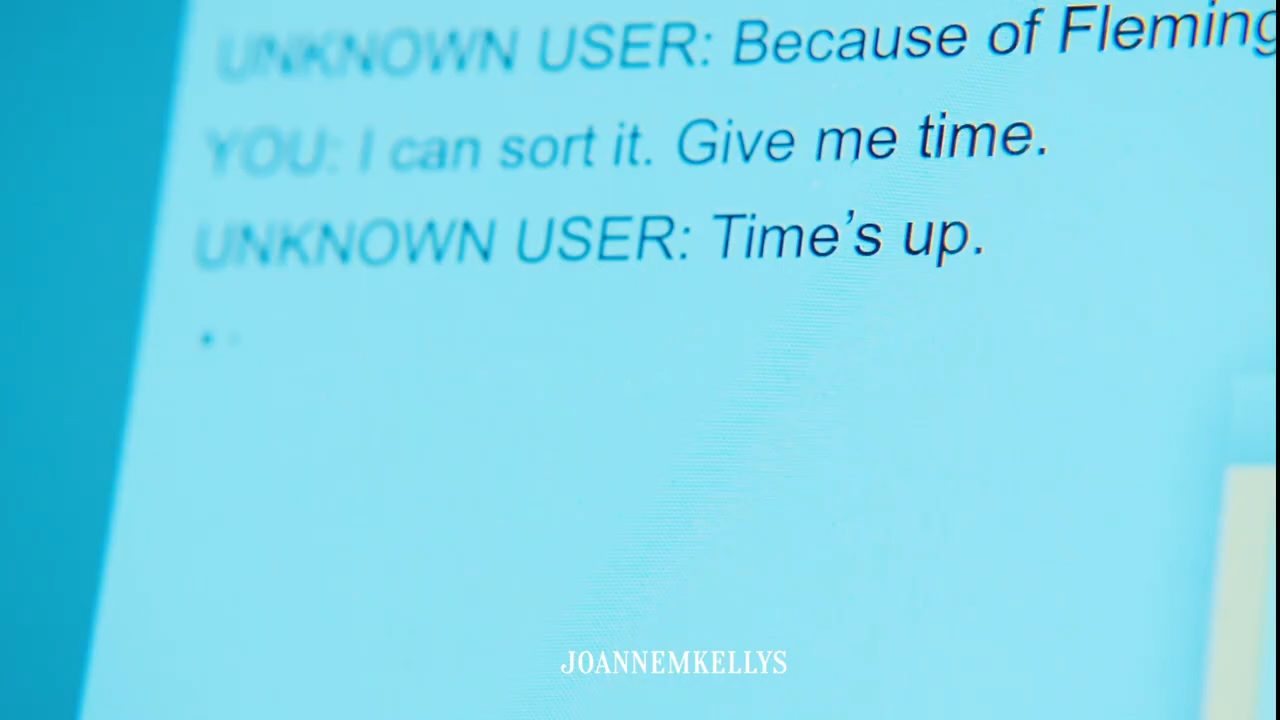 UNKNOWN USER: Because of Fleming
YOU: I can sort it. Give me time.
UNKNOWN USER: Time’s up.
JOANNEMKELLYS